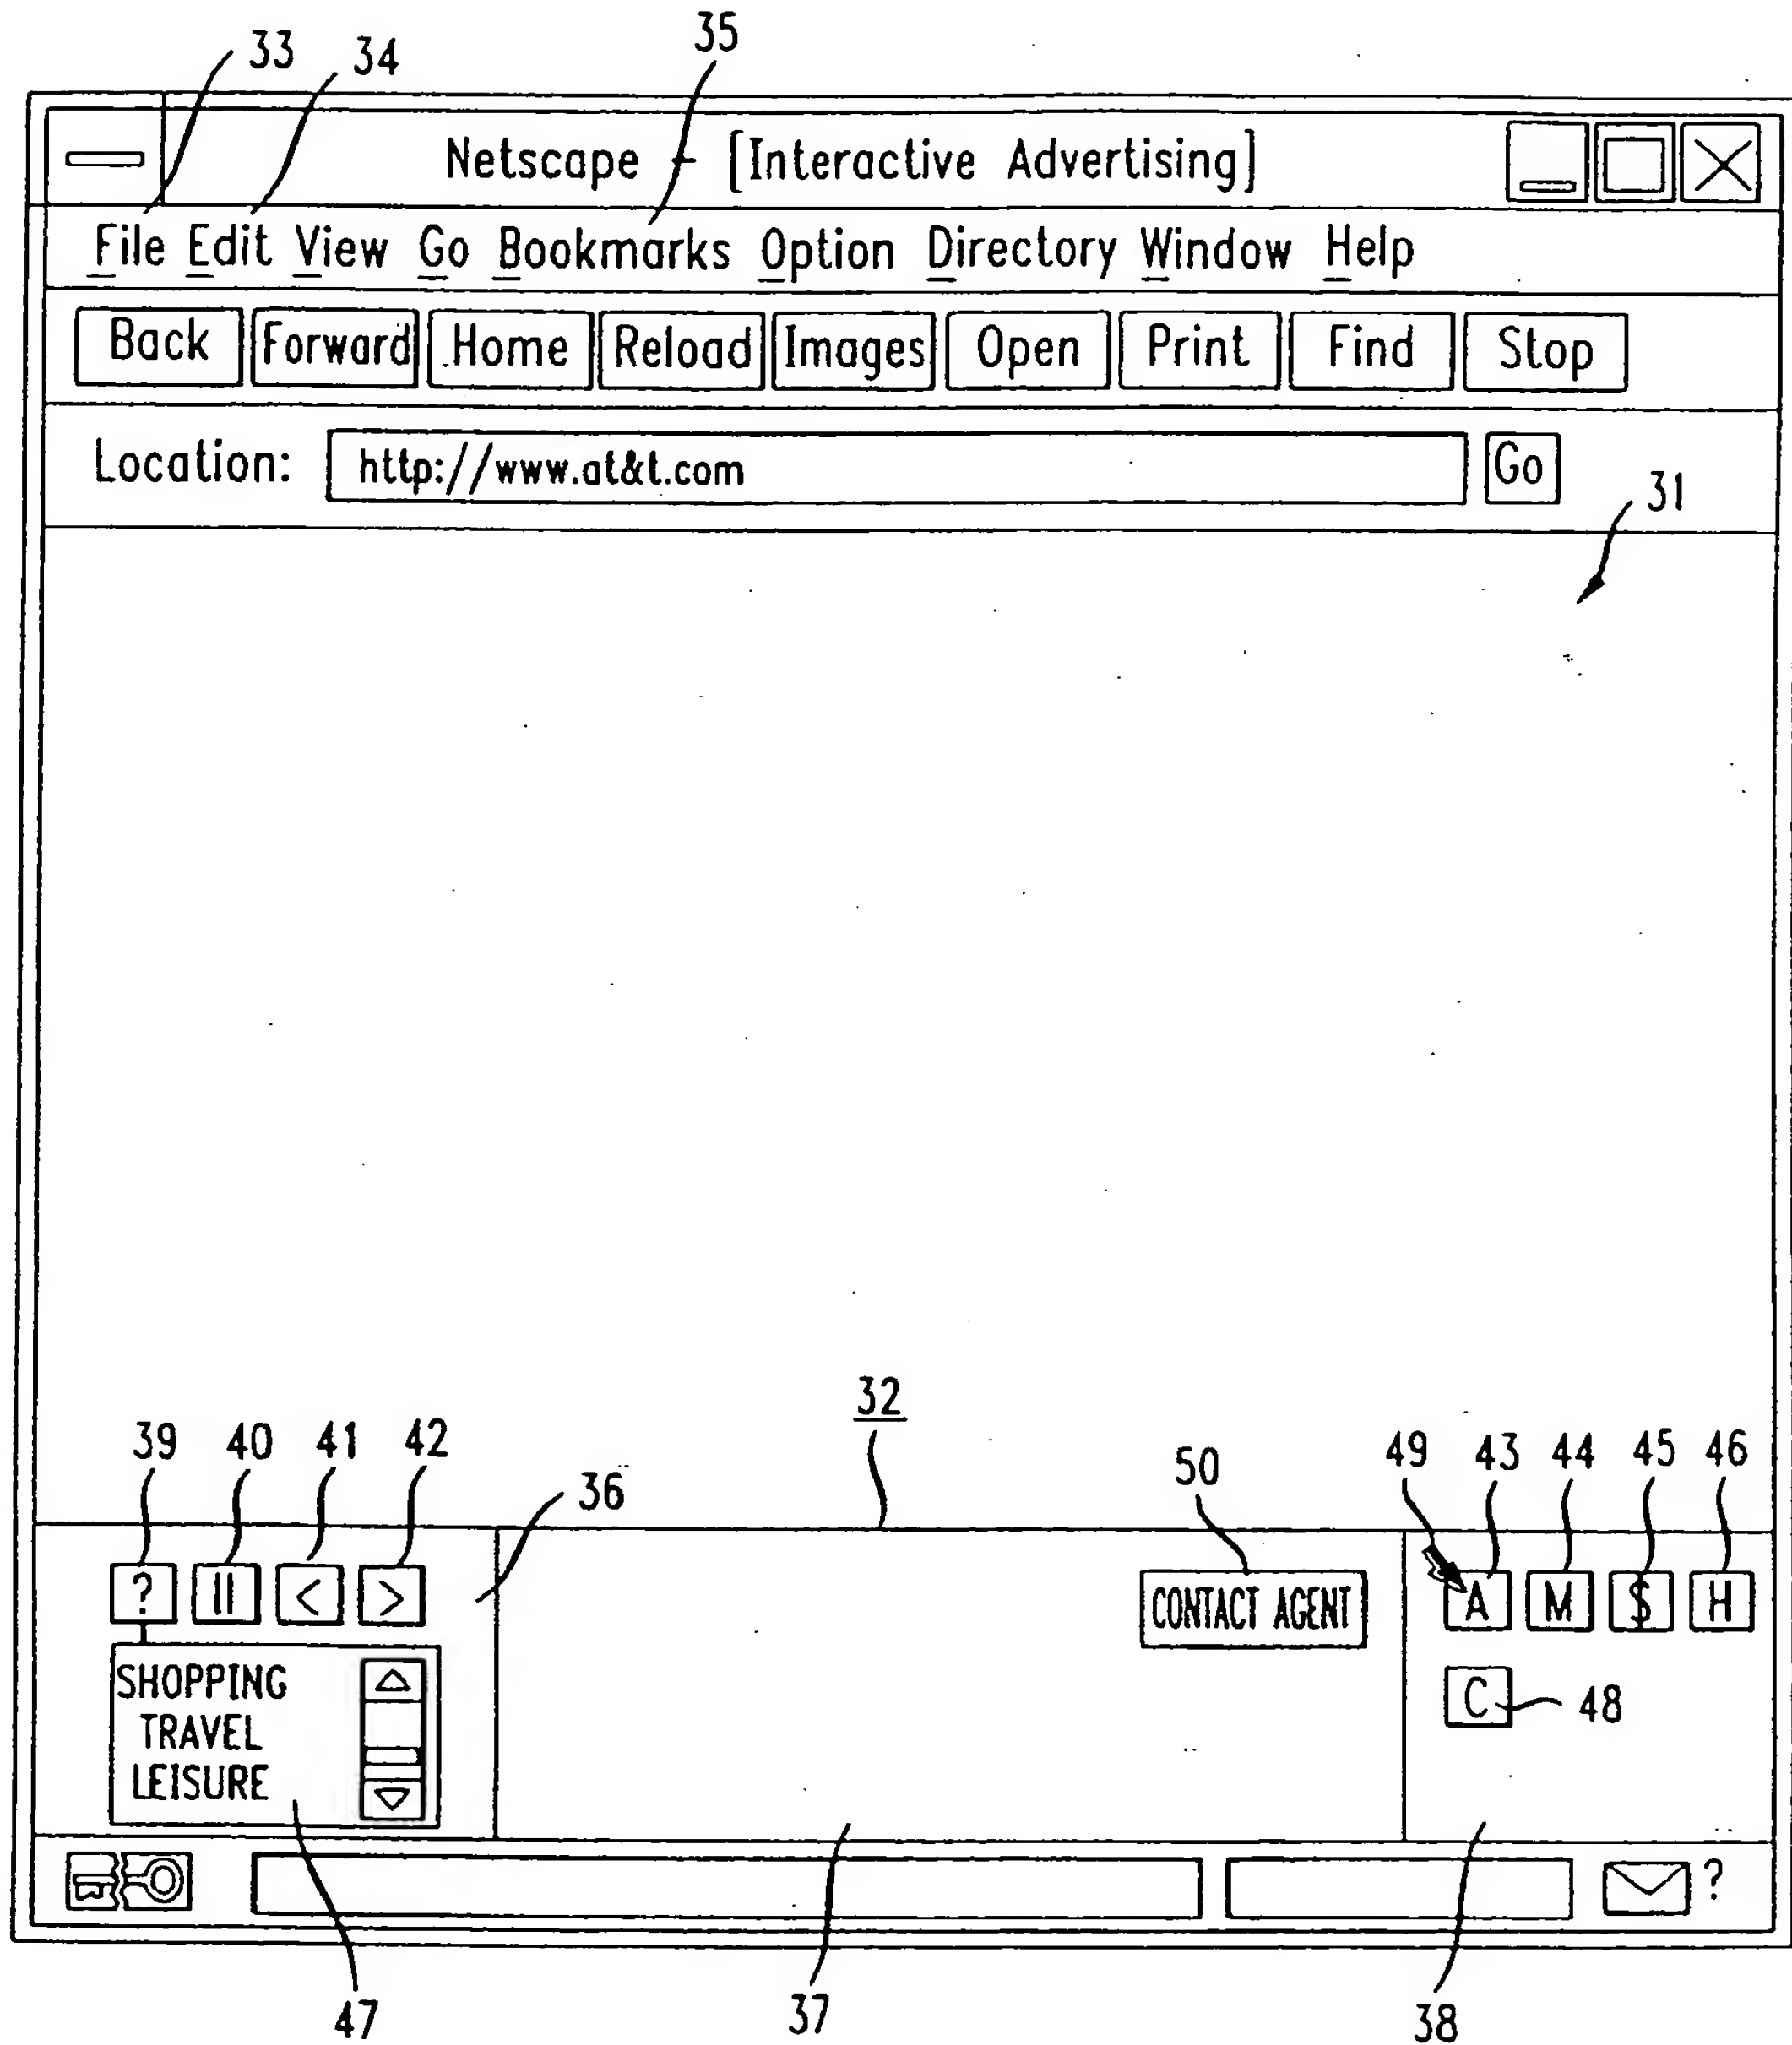 33 34 35
Netscape - [Interactive Advertising]
File Edit View Go Bookmarks Option Directory Window Help
Back Forward Home Reload Images Open Print Find Stop
Location: http://www.at&t.com Go
31
32
39 40 41 42 36 50 49 43 44 45 46
? || < > CONTACT AGENT A M $ H
SHOPPING
TRAVEL
LEISURE
C 48
?
47 37 38